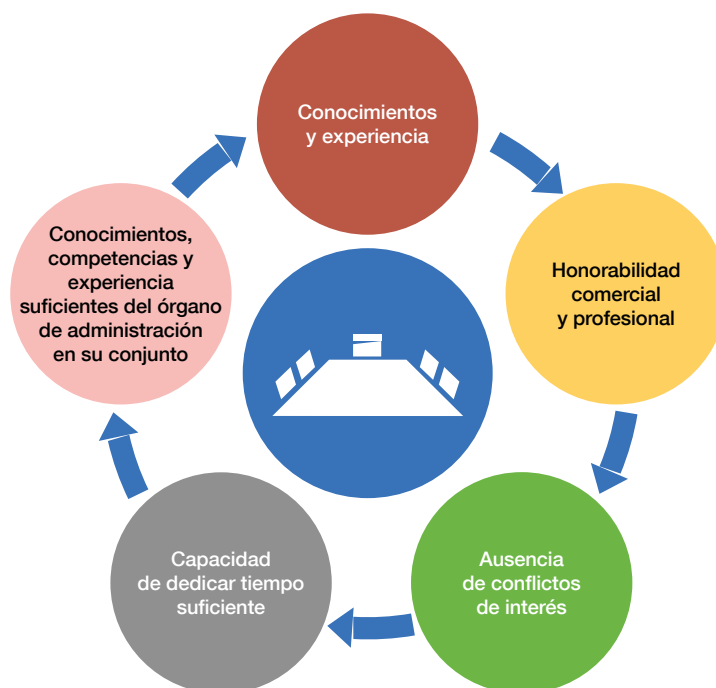 Conocimientos
y experiencia
Honorabilidad
comercial
y profesional
Ausencia
de conflictos
de interés
Capacidad
de dedicar tiempo
suficiente
Conocimientos,
competencias y
experiencia
suficientes del órgano
de administración
en su conjunto